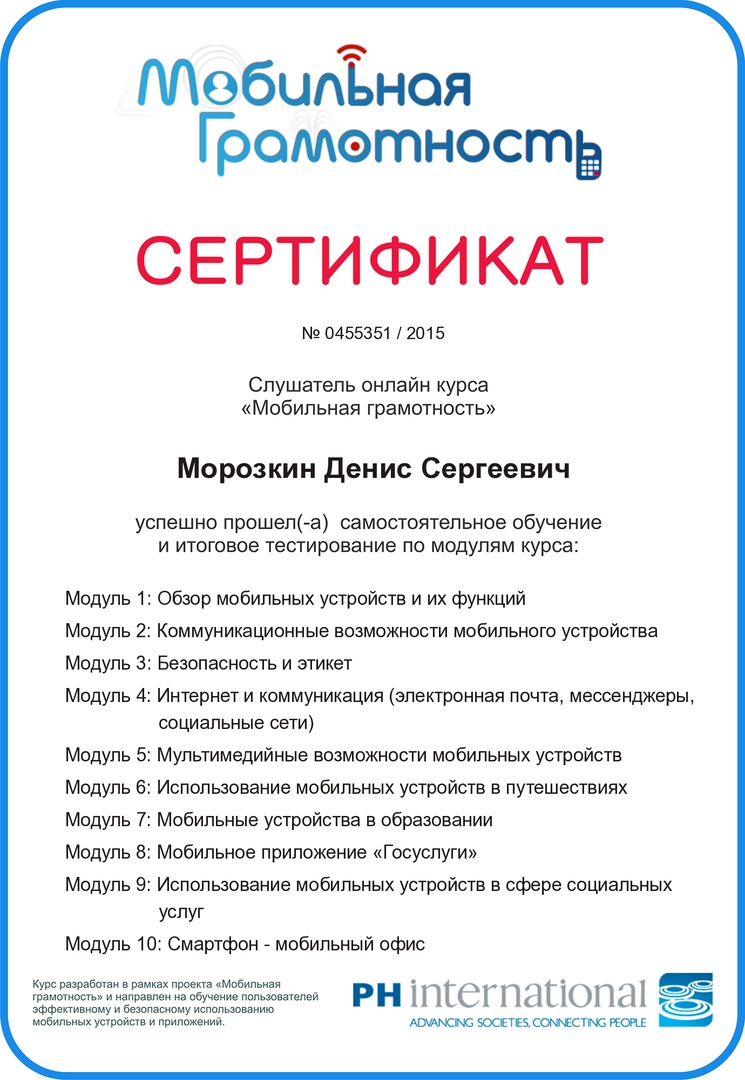 Мобильная
Грамотность
СЕРТИФИКАТ
№ 0455351 / 2015
Слушатель онлайн курса
«Мобильная грамотность»
Морозкин Денис Сергеевич
успешно прошел(-а) самостоятельное обучение
и итоговое тестирование по модулям курса:
Модуль 1: Обзор мобильных устройств и их функций
Модуль 2: Коммуникационные возможности мобильного устройства
Модуль 3: Безопасность и этикет
Модуль 4: Интернет и коммуникация (электронная почта, мессенджеры,
социальные сети)
Модуль 5: Мультимедийные возможности мобильных устройств
Модуль 6: Использование мобильных устройств в путешествиях
Модуль 7: Мобильные устройства в образовании
Модуль 8: Мобильное приложение «Госуслуги»
Модуль 9: Использование мобильных устройств в сфере социальных
услуг
Модуль 10: Смартфон - мобильный офис
Курс разработан в рамках проекта «Мобильная
грамотность» и направлен на обучение пользователей
эффективному и безопасному использованию
мобильных устройств и приложений.
PH international
ADVANCING SOCIETIES, CONNECTING PEOPLE